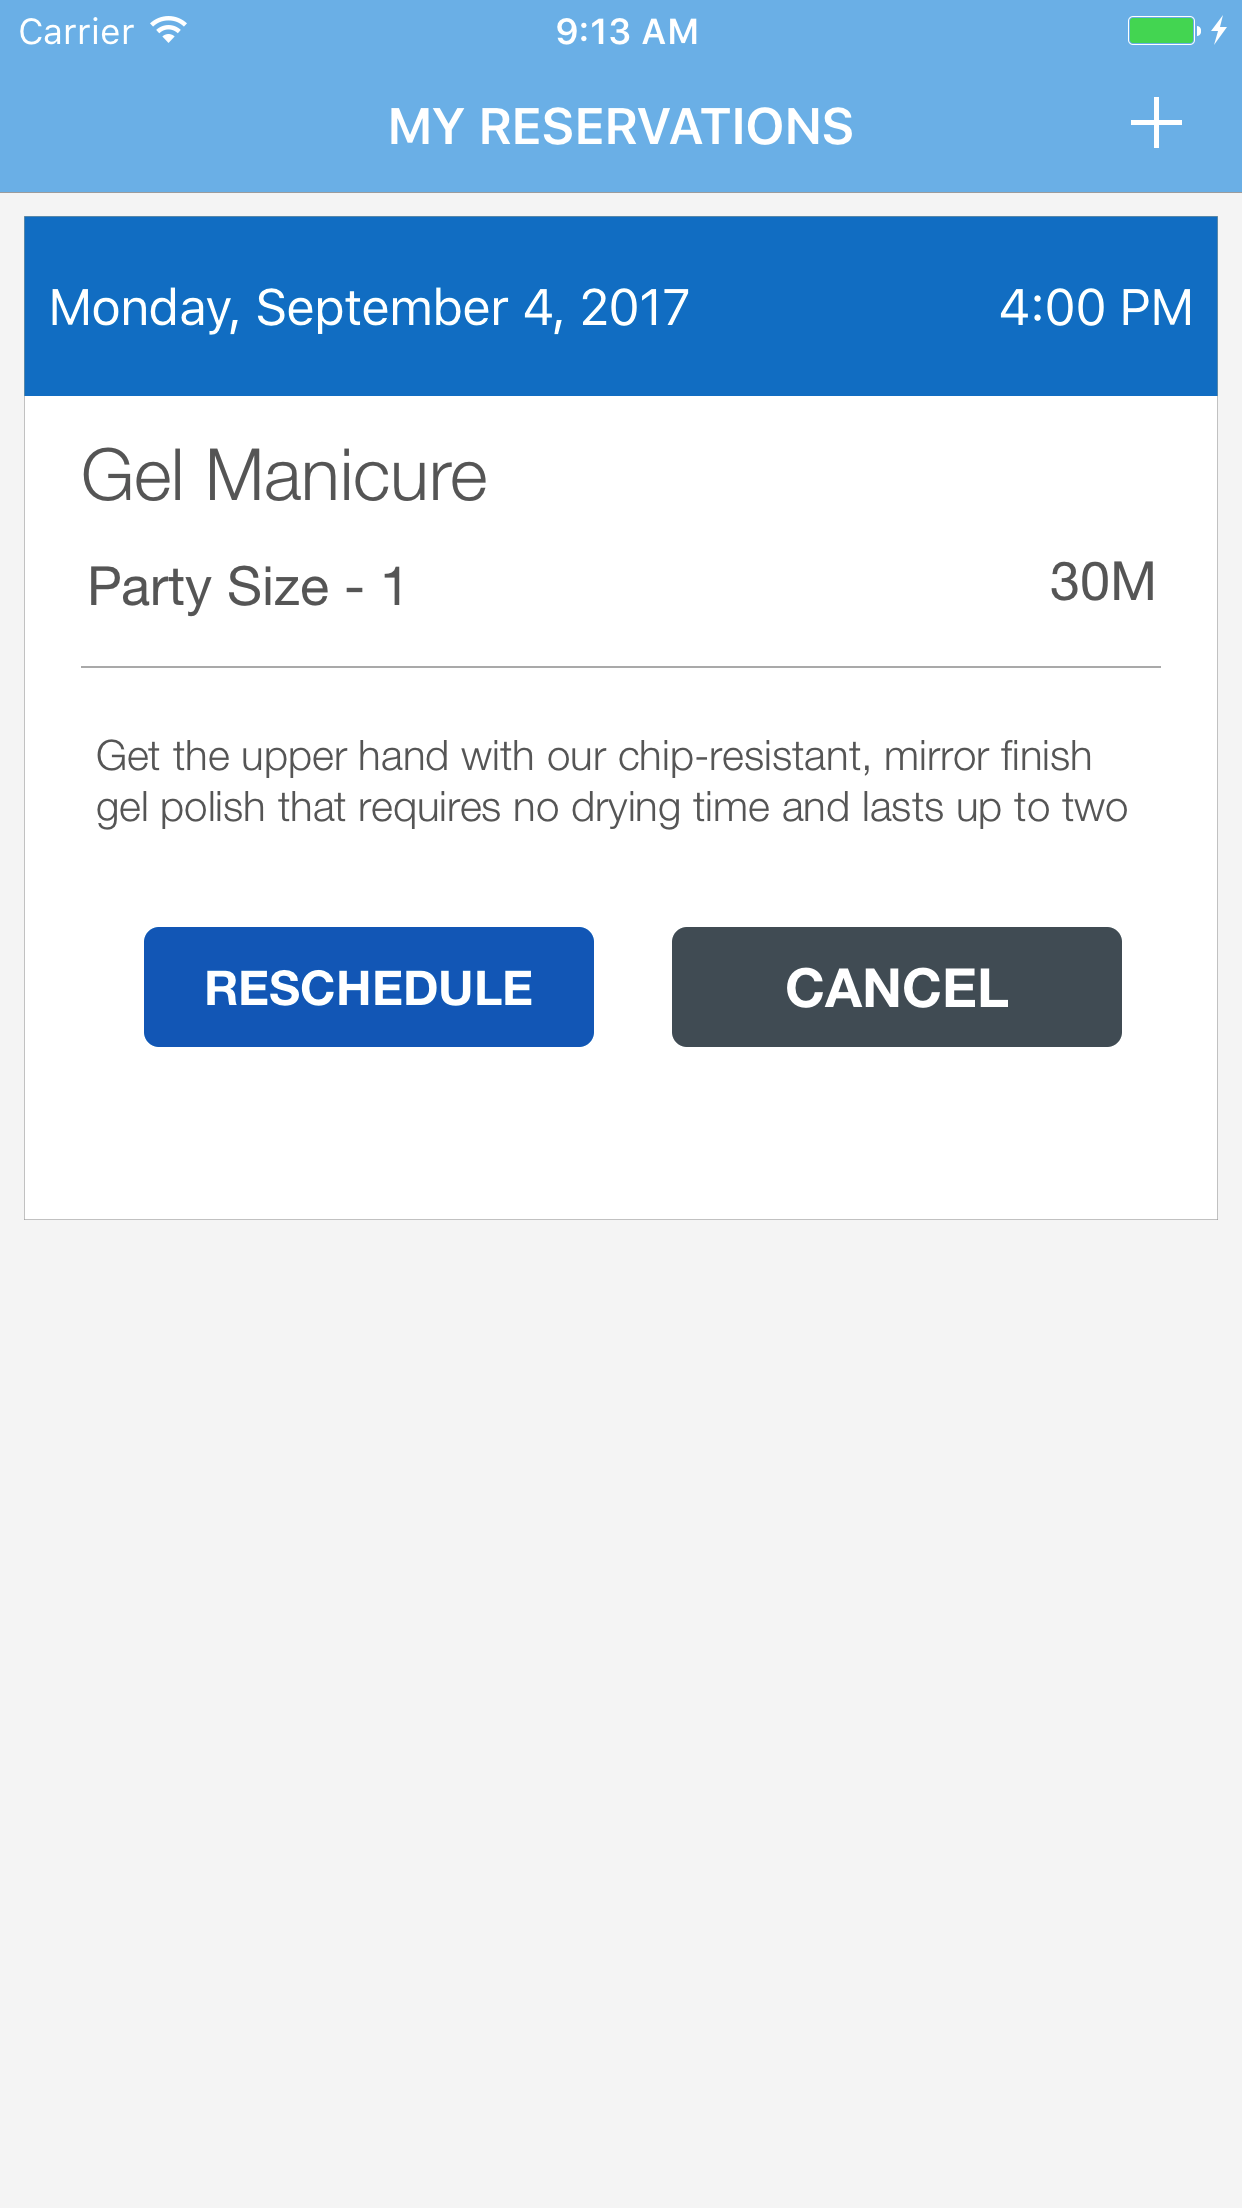 Carrier 9:13 AM
MY RESERVATIONS
Monday, September 4, 2017 4:00 PM
Gel Manicure
Party Size - 1 30M
Get the upper hand with our chip-resistant, mirror finish
gel polish that requires no drying time and lasts up to two
RESCHEDULE CANCEL